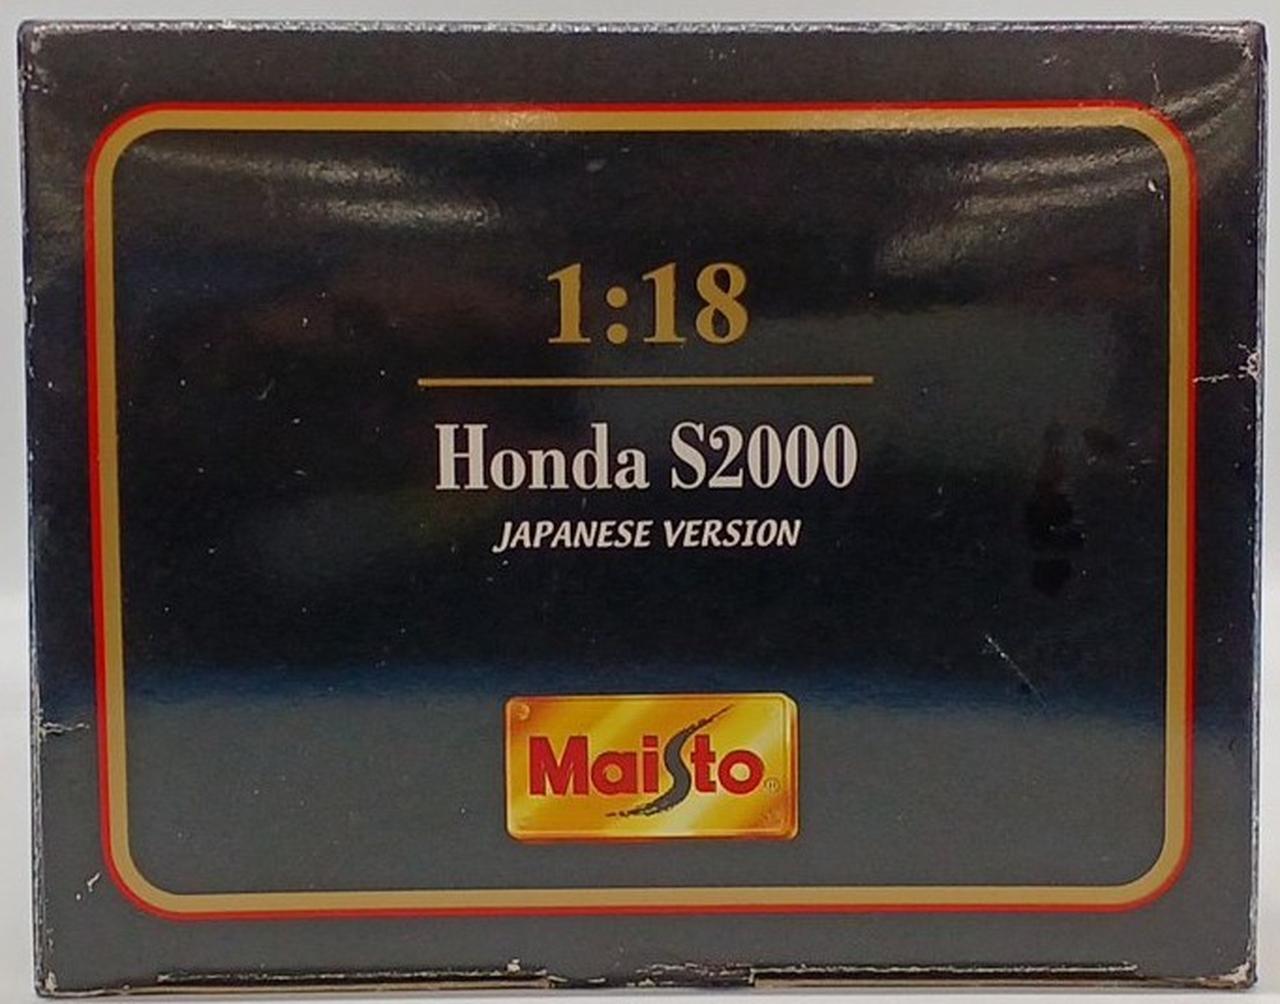 1:18
Honda S2000
JAPANESE VERSION
Maisto®